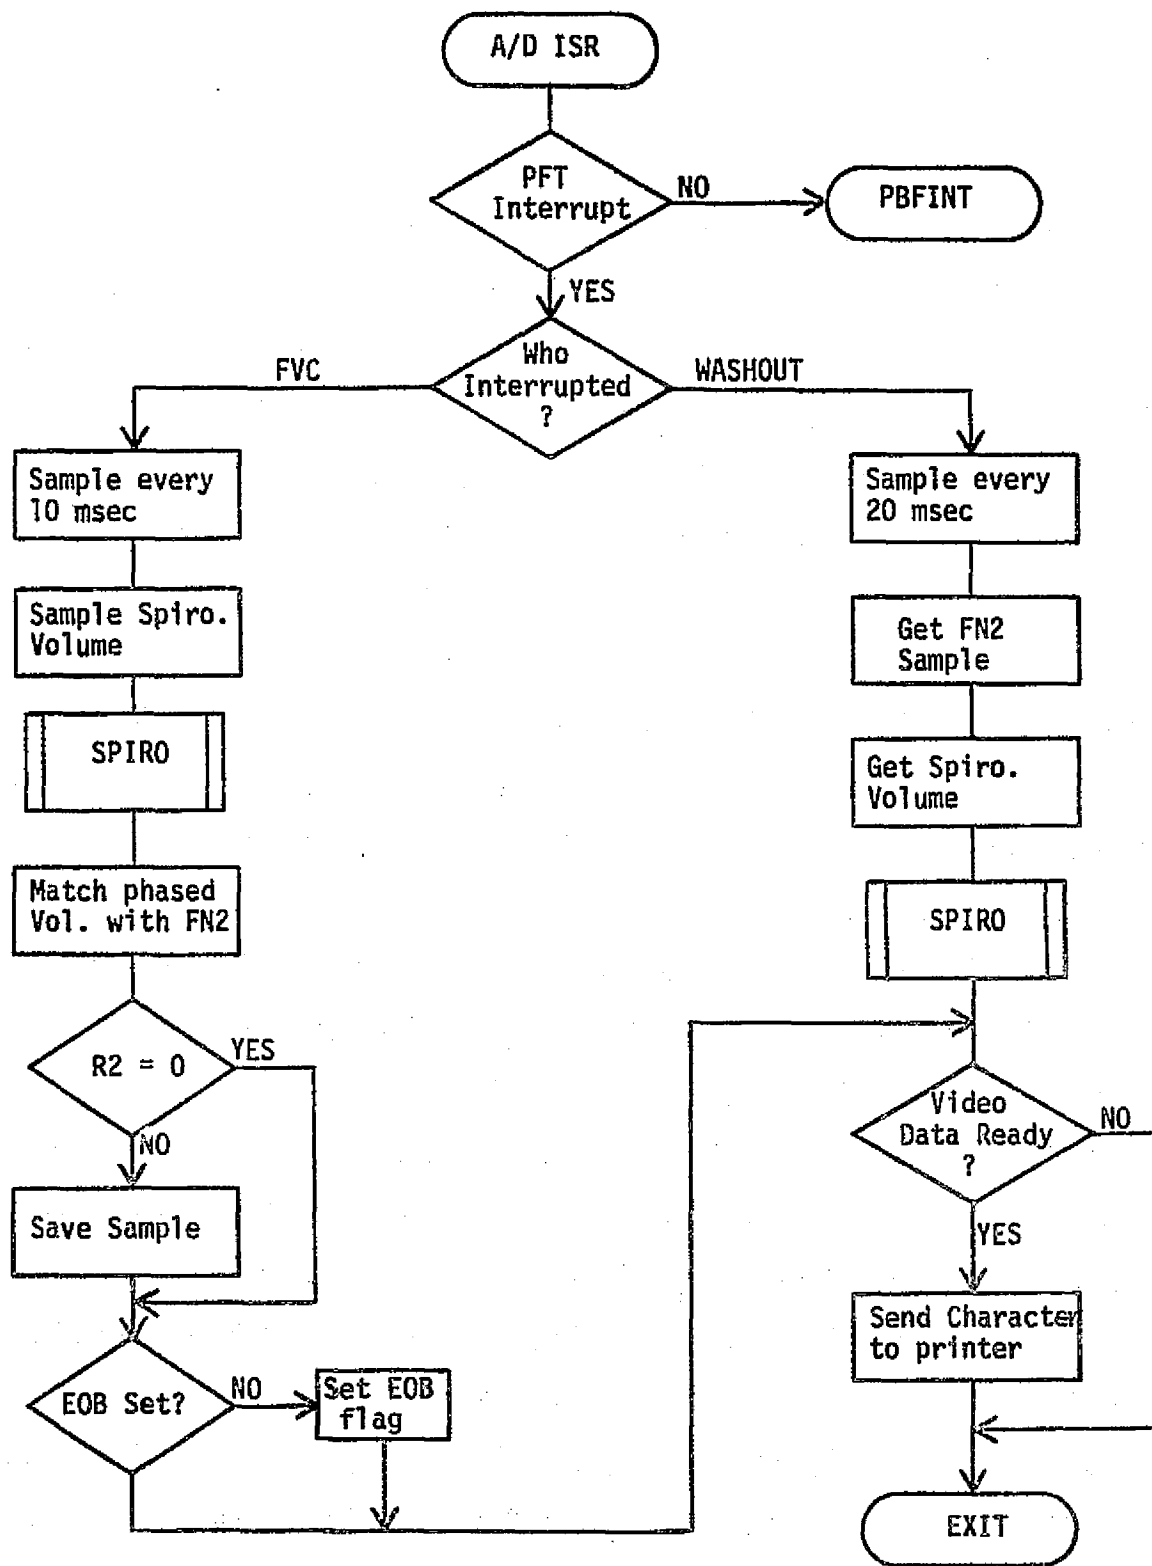 A/D ISR
PFT
Interrupt
NO
PBFINT
YES
Who
Interrupted
?
FVC
WASHOUT
Sample every
10 msec
Sample Spiro.
Volume
SPIRO
Match phased
Vol. with FN2
R2 = 0
YES
NO
Save Sample
EOB Set?
NO
Set EOB
flag
Sample every
20 msec
Get FN2
Sample
Get Spiro.
Volume
SPIRO
Video
Data Ready
?
NO
YES
Send Character
to printer
EXIT